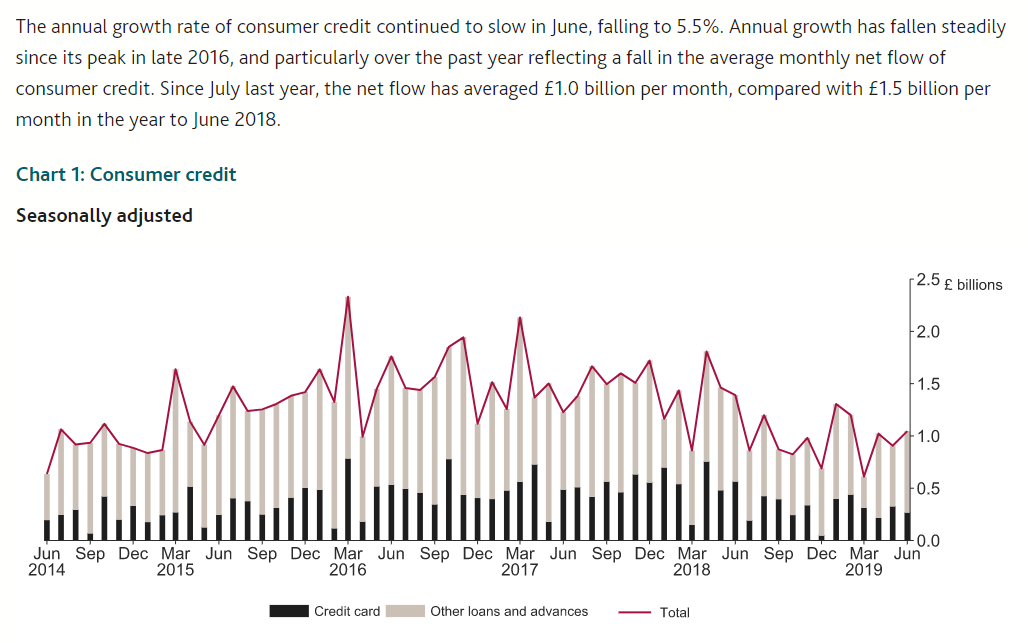 The annual growth rate of consumer credit continued to slow in June, falling to 5.5%. Annual growth has fallen steadily
since its peak in late 2016, and particularly over the past year reflecting a fall in the average monthly net flow of
consumer credit. Since July last year, the net flow has averaged £1.0 billion per month, compared with £1.5 billion per
month in the year to June 2018.
Chart 1: Consumer credit
Seasonally adjusted
2.5 £ billions
2.0
1.5
1.0
0.5
0.0
Jun Sep Dec Mar Jun Sep Dec Mar Jun Sep Dec Mar Jun Sep Dec Mar Jun Sep Dec Mar Jun
2014 2015 2016 2017 2018 2019
Credit card Other loans and advances Total